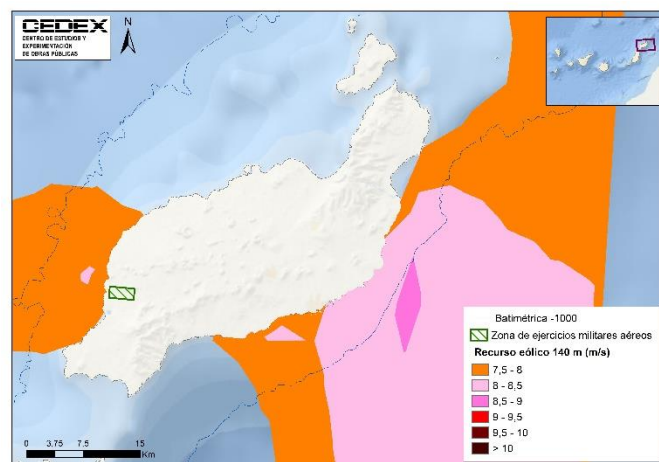 CEDEX
CENTRO DE ESTUDIOS Y
EXPERIMENTACIÓN
DE OBRAS PÚBLICAS
N
Batimétrica -1000
Zona de ejercicios militares aéreos
Recurso eólico 140 m (m/s)
7,5 - 8
8 - 8,5
8,5 - 9
9 - 9,5
9,5 - 10
> 10
0 3.75 7.5 15
Km